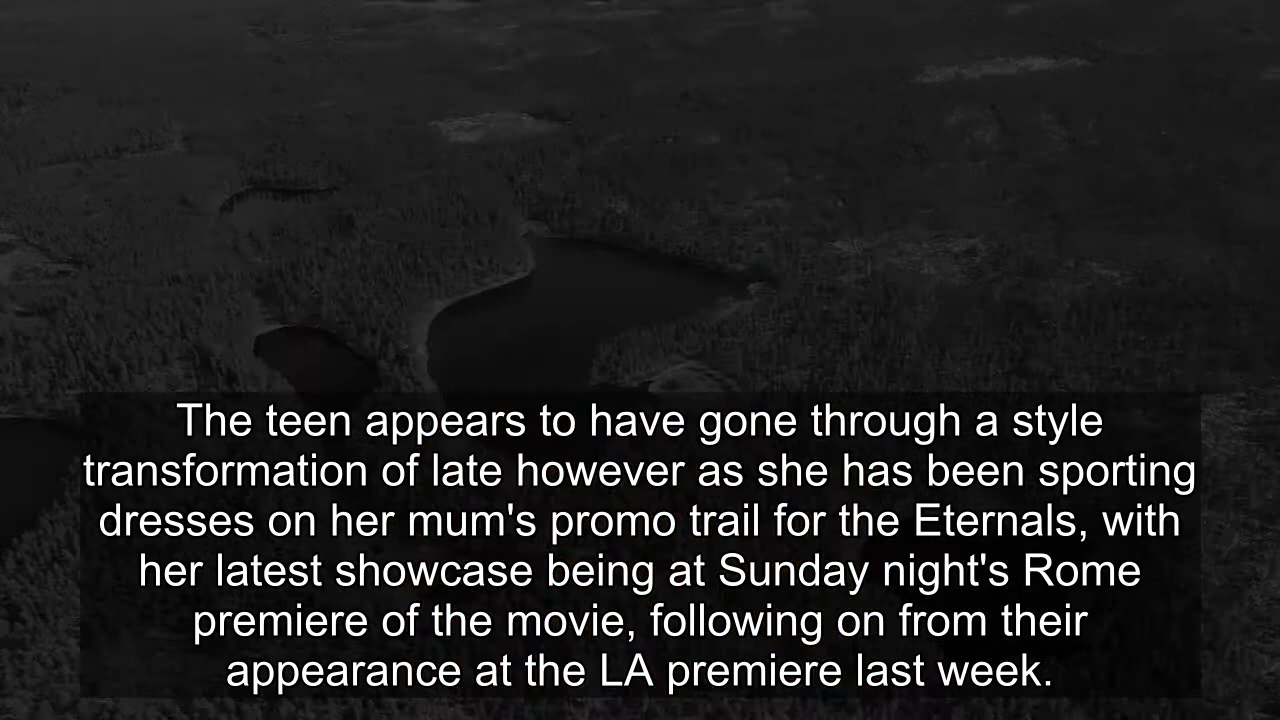 The teen appears to have gone through a style
transformation of late however as she has been sporting
dresses on her mum's promo trail for the Eternals, with
her latest showcase being at Sunday night's Rome
premiere of the movie, following on from their
appearance at the LA premiere last week.